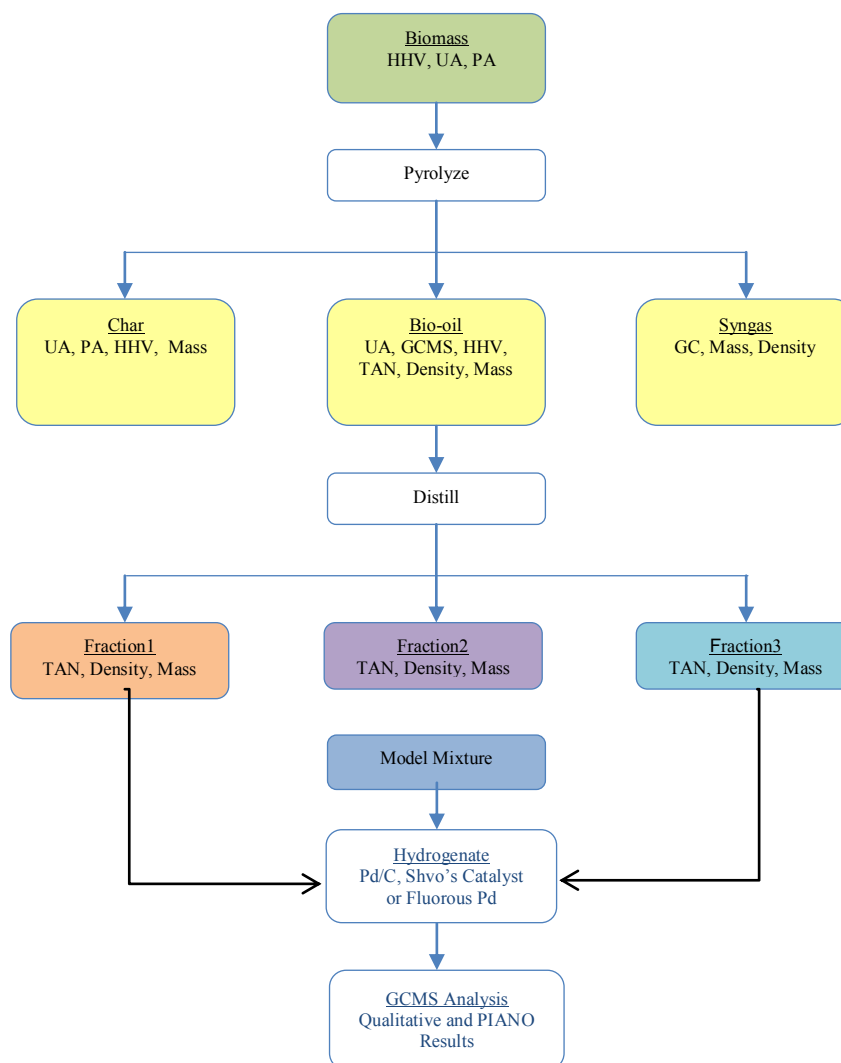 Biomass
HHV, UA, PA
Pyrolyze
Char
UA, PA, HHV, Mass
Bio-oil
UA, GCMS, HHV,
TAN, Density, Mass
Syngas
GC, Mass, Density
Distill
Fraction1
TAN, Density, Mass
Fraction2
TAN, Density, Mass
Fraction3
TAN, Density, Mass
Model Mixture
Hydrogenate
Pd/C, Shvo's Catalyst
or Fluorous Pd
GCMS Analysis
Qualitative and PIANO
Results